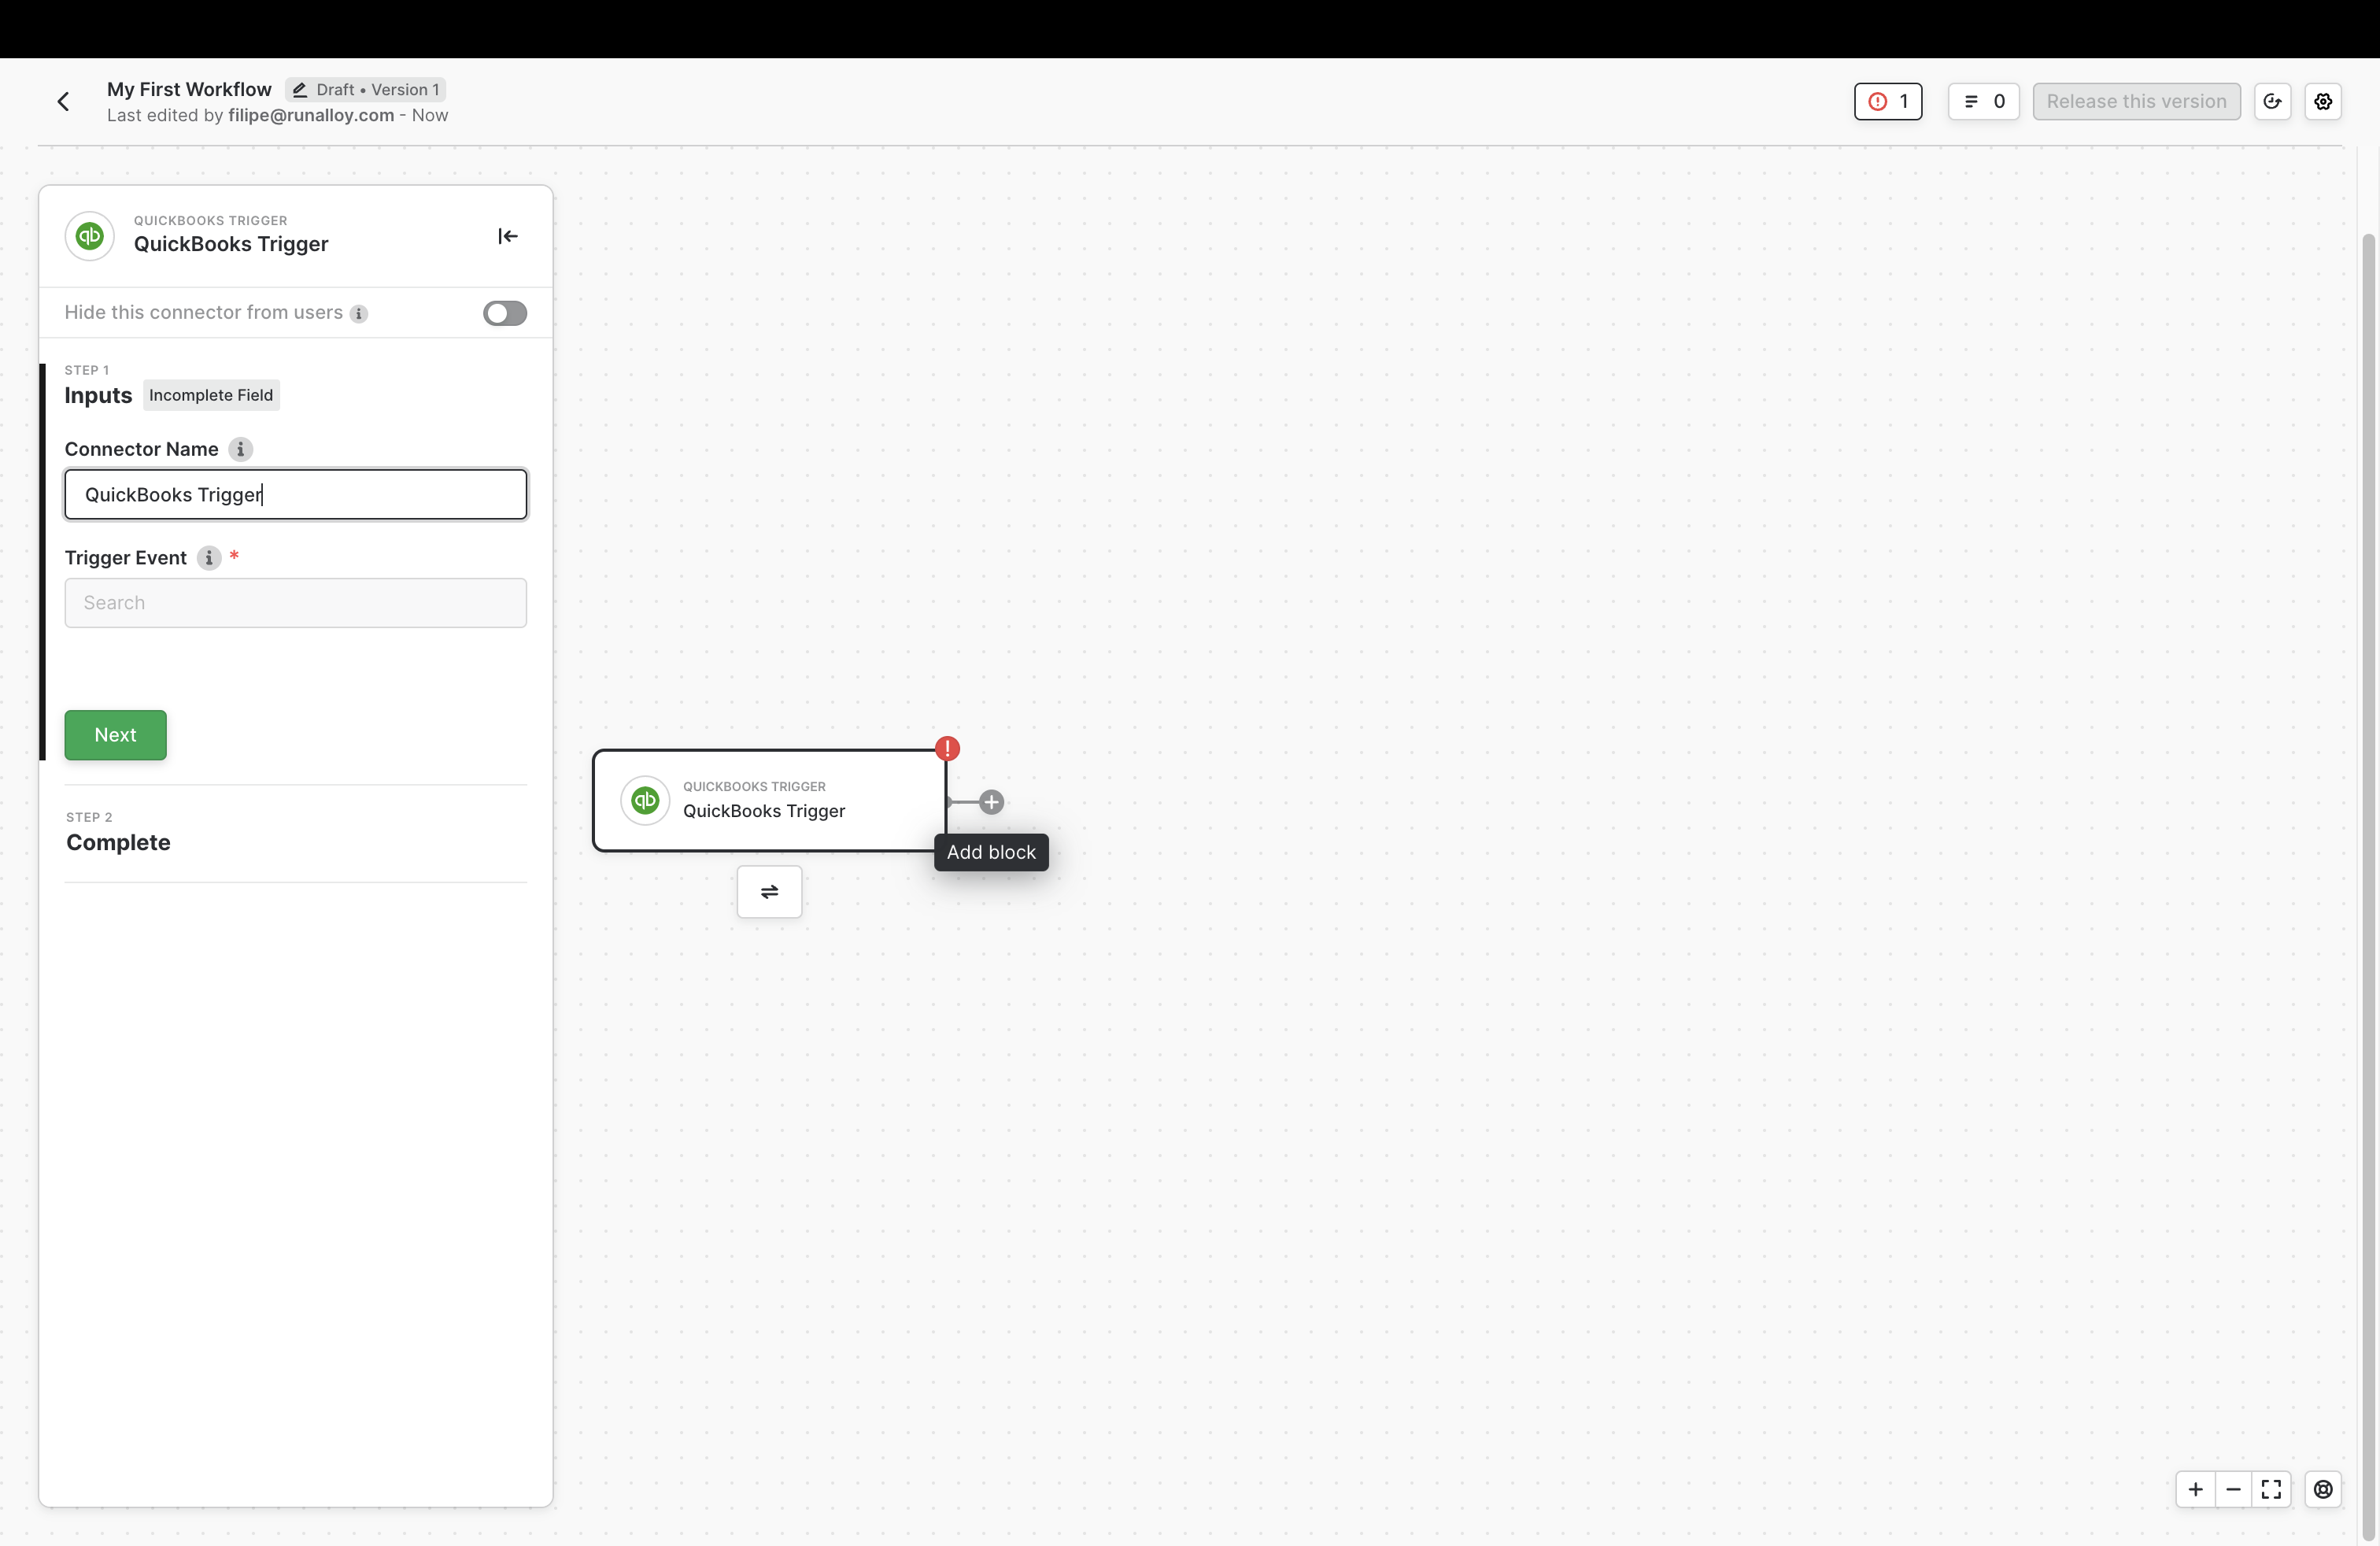 My First Workflow
Draft • Version 1
Last edited by filipe@runalloy.com - Now
1
0
Release this version
qb
QUICKBOOKS TRIGGER
QuickBooks Trigger
Hide this connector from users
STEP 1
Inputs
Incomplete Field
Connector Name
QuickBooks Trigger
Trigger Event *
Search
Next
STEP 2
Complete
qb
QUICKBOOKS TRIGGER
QuickBooks Trigger
Add block